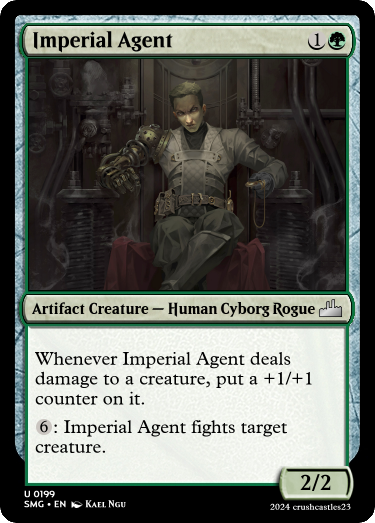 Imperial Agent 1
Artifact Creature — Human Cyborg Rogue
Whenever Imperial Agent deals
damage to a creature, put a +1/+1
counter on it.
6: Imperial Agent fights target
creature.
2/2
U 0199
SMG • EN Kael Ngu
2024 crushcastles23